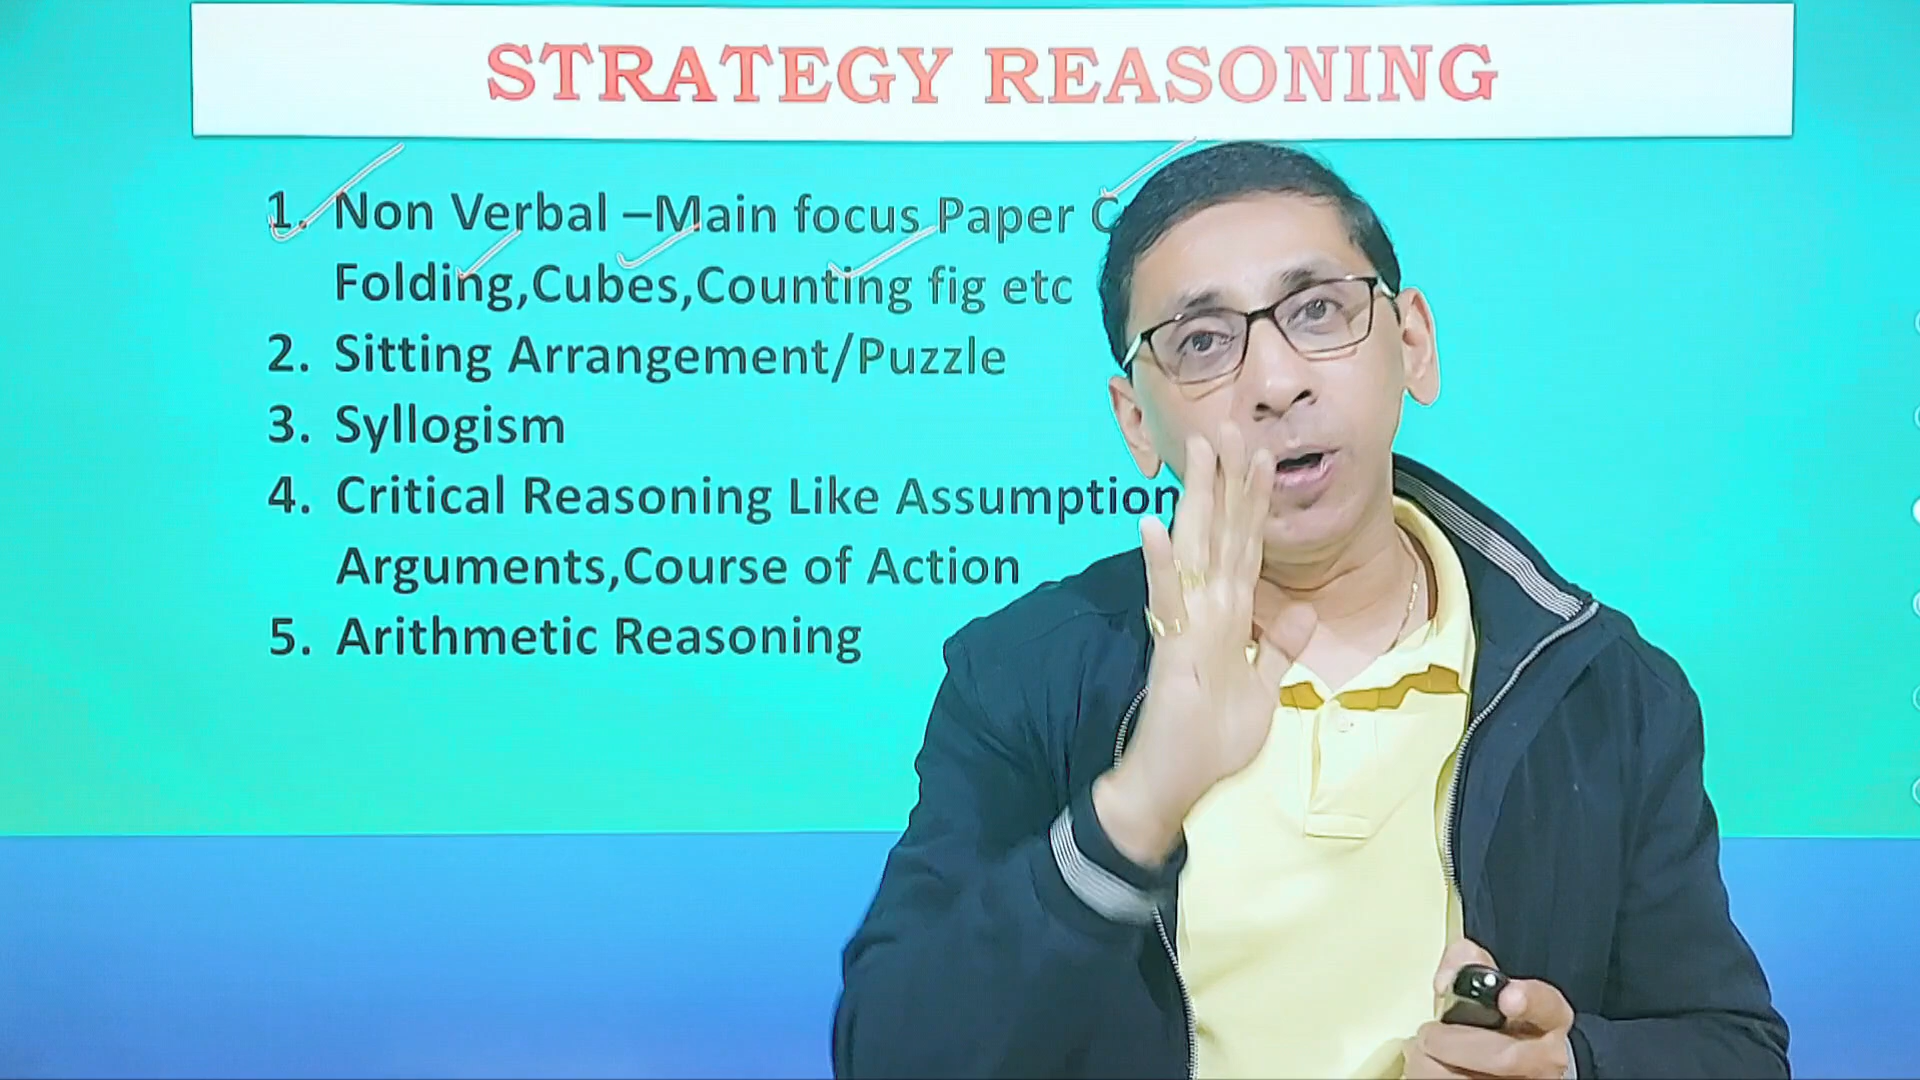 STRATEGY REASONING
1. Non Verbal –Main focus Paper
Folding,Cubes,Counting fig etc
2. Sitting Arrangement/Puzzle
3. Syllogism
4. Critical Reasoning Like Assumption
Arguments,Course of Action
5. Arithmetic Reasoning